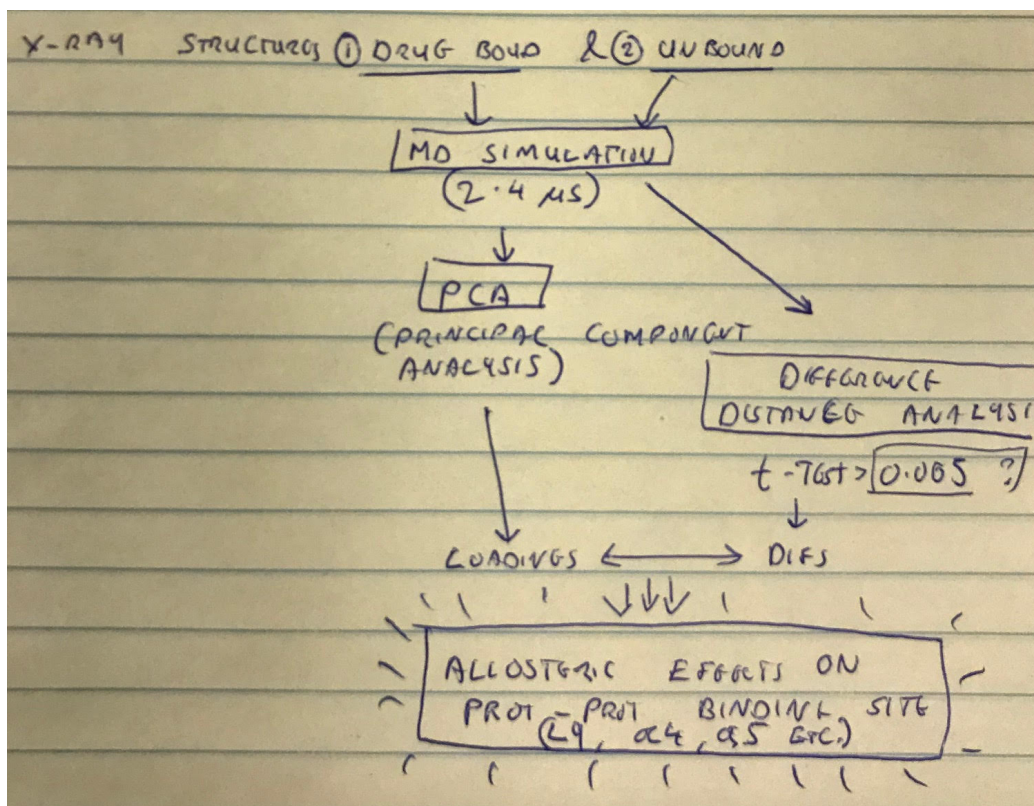 X-RAY STRUCTURES ① DRUG BOUD & ② UNBOUND
MD SIMULATION
(2.4 μS)
PCA
(PRINCIPAL COMPONENT
ANALYSIS)
DIFFERENCE
DISTANCE ANALYSI
t-TEST > 0.005 ?
LOADINGS ↔ DIFS
ALLOSTERIC EFFECTS ON
PROT-PROT BINDING SITE
(L9, α4, α5 ETC.)